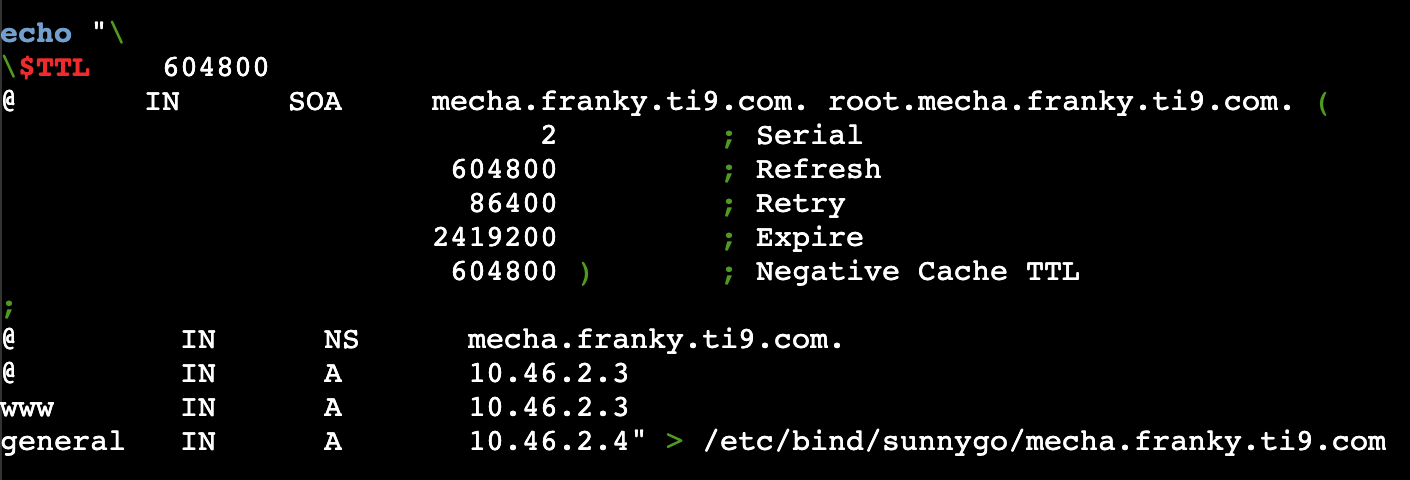 echo "\
\$TTL    604800
@       IN      SOA     mecha.franky.ti9.com. root.mecha.franky.ti9.com. (
                              2         ; Serial
                         604800         ; Refresh
                          86400         ; Retry
                        2419200         ; Expire
                         604800 )       ; Negative Cache TTL
;
@         IN      NS      mecha.franky.ti9.com.
@         IN      A       10.46.2.3
www       IN      A       10.46.2.3
general   IN      A       10.46.2.4" > /etc/bind/sunnygo/mecha.franky.ti9.com